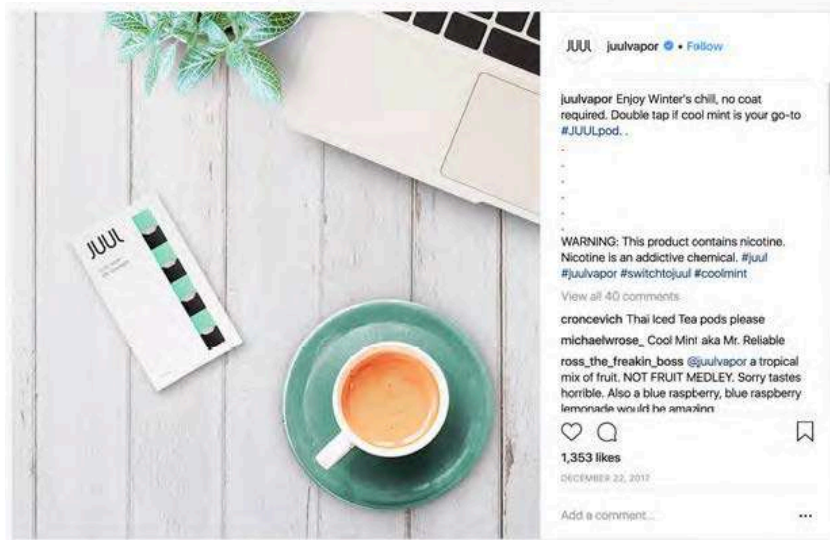 JUUL
JUUL juulvapor • Follow
juulvapor Enjoy Winter's chill, no coat
required. Double tap if cool mint is your go-to
#JUULpod. .
.
.
.
.
.
.
WARNING: This product contains nicotine.
Nicotine is an addictive chemical. #juul
#juulvapor #switchtojuul #coolmint
View all 40 comments
croncevich Thai Iced Tea pods please
michaelwrose_ Cool Mint aka Mr. Reliable
ross_the_freakin_boss @juulvapor a tropical
mix of fruit. NOT FRUIT MEDLEY. Sorry tastes
horrible. Also a blue raspberry, blue raspberry
lemonade would be amazing
1,353 likes
DECEMBER 22, 2017
Add a comment...